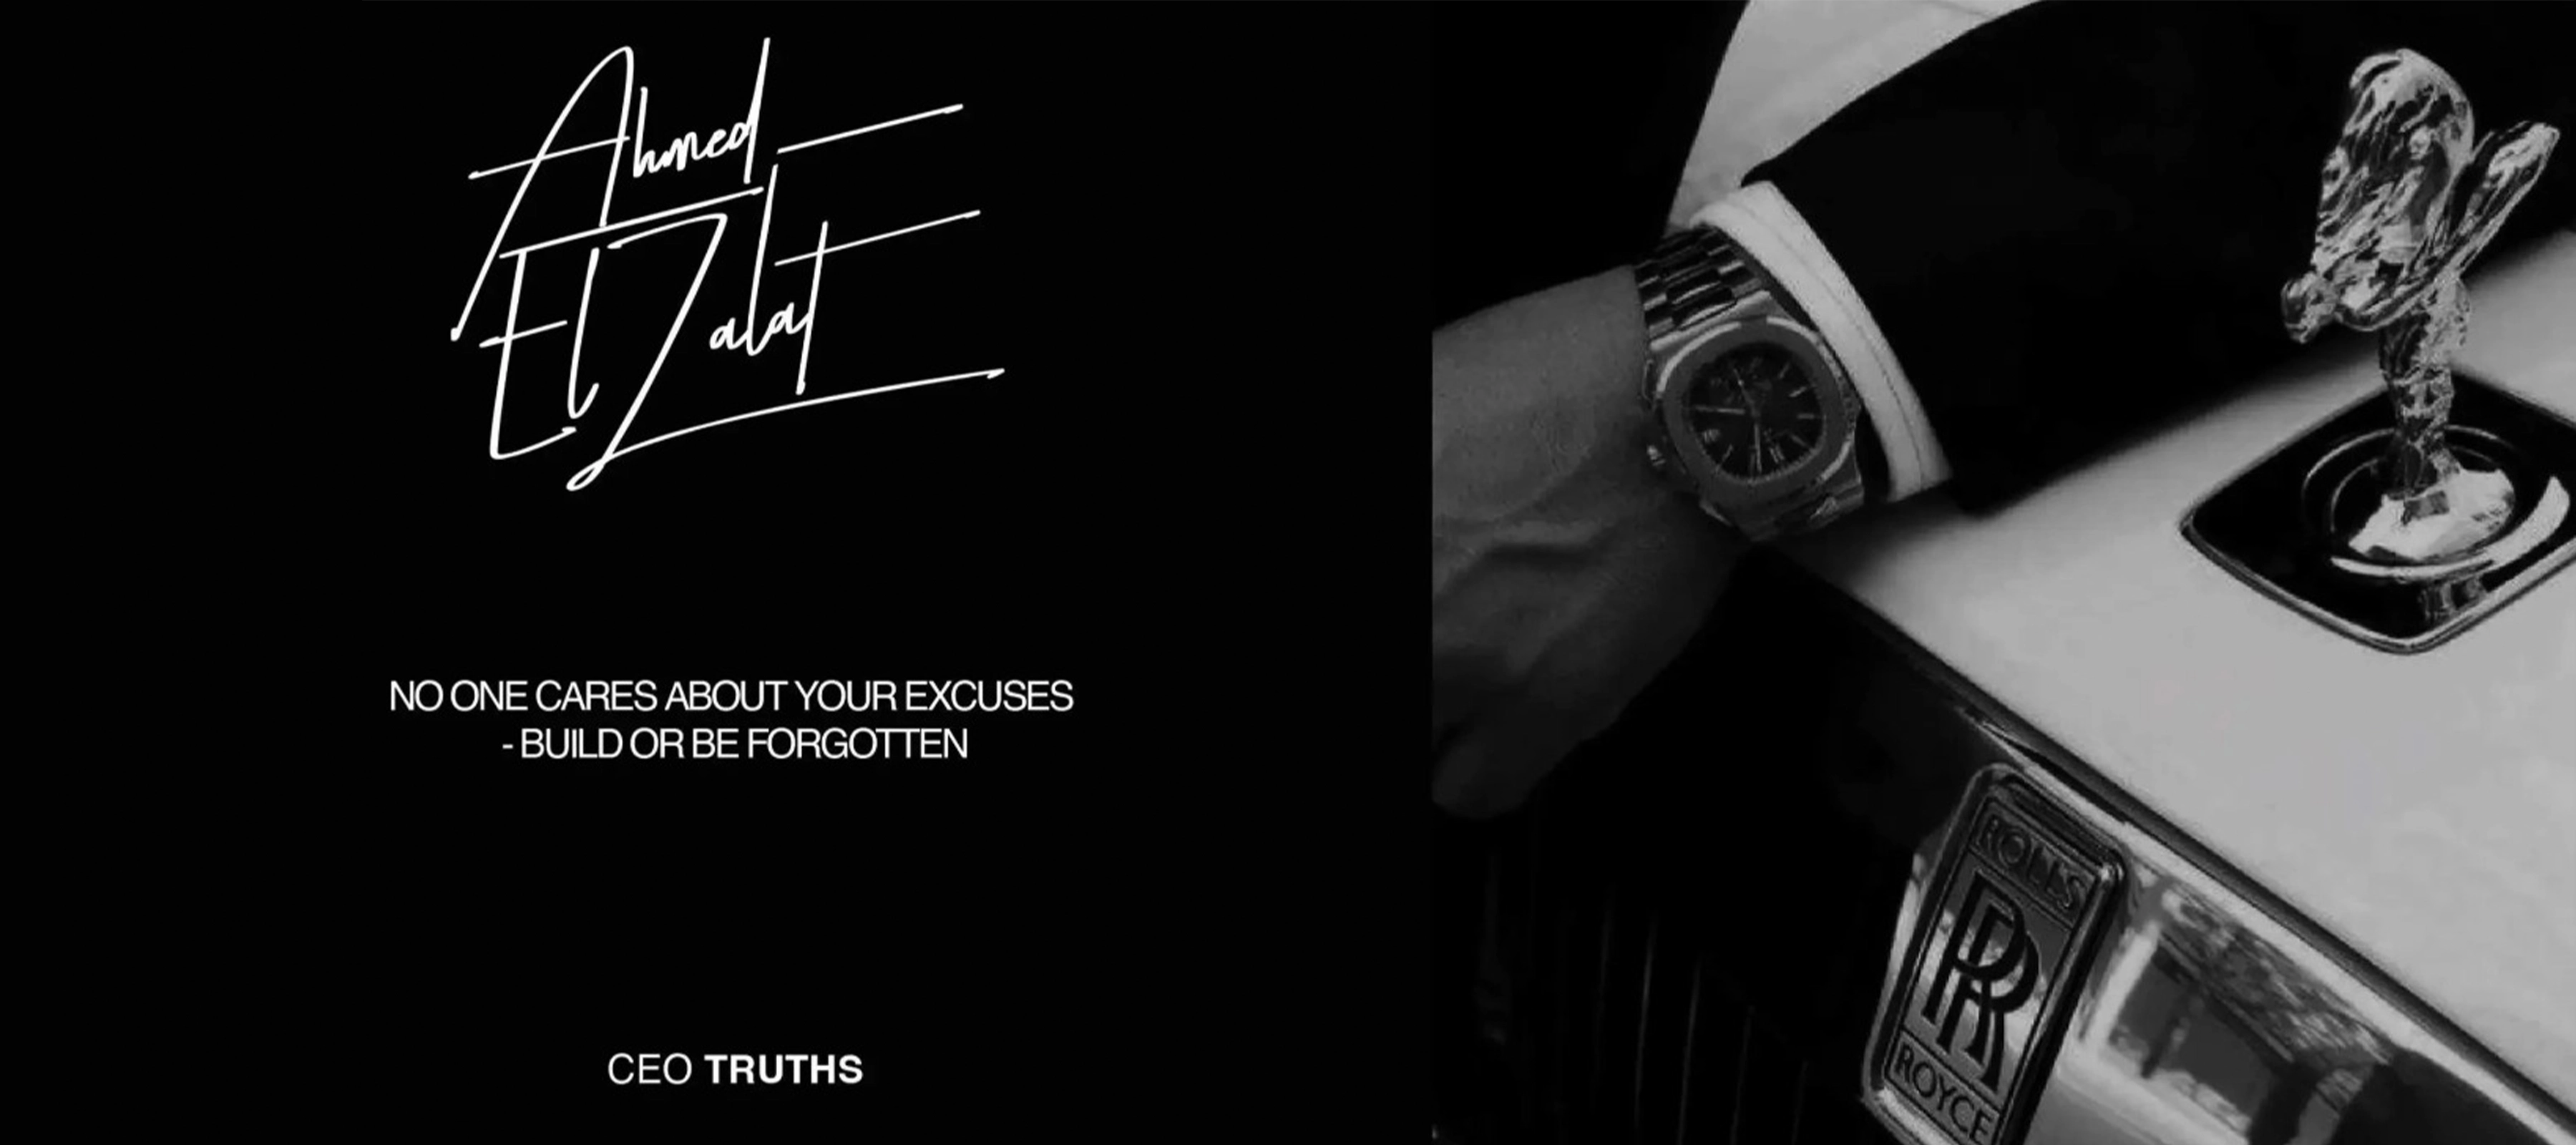 Ahmed
El Zalat
NO ONE CARES ABOUT YOUR EXCUSES
- BUILD OR BE FORGOTTEN
CEO TRUTHS
ROLLS
RR
ROYCE